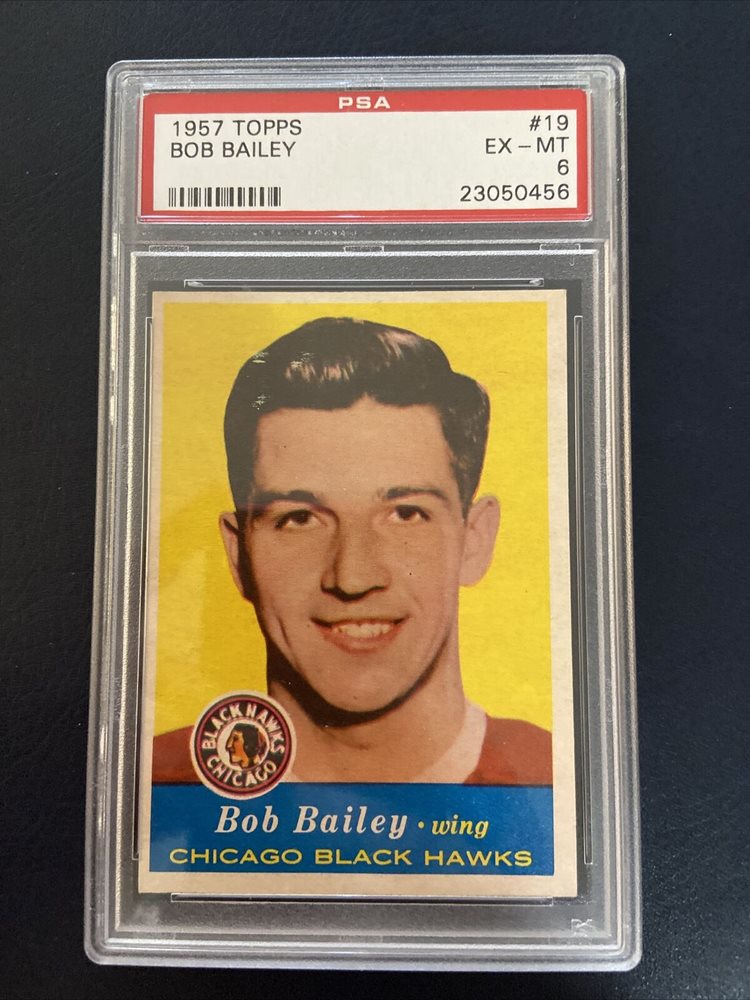 PSA
1957 TOPPS #19
BOB BAILEY EX - MT
6
23050456
BLACK HAWKS
CHICAGO
Bob Bailey · wing
CHICAGO BLACK HAWKS